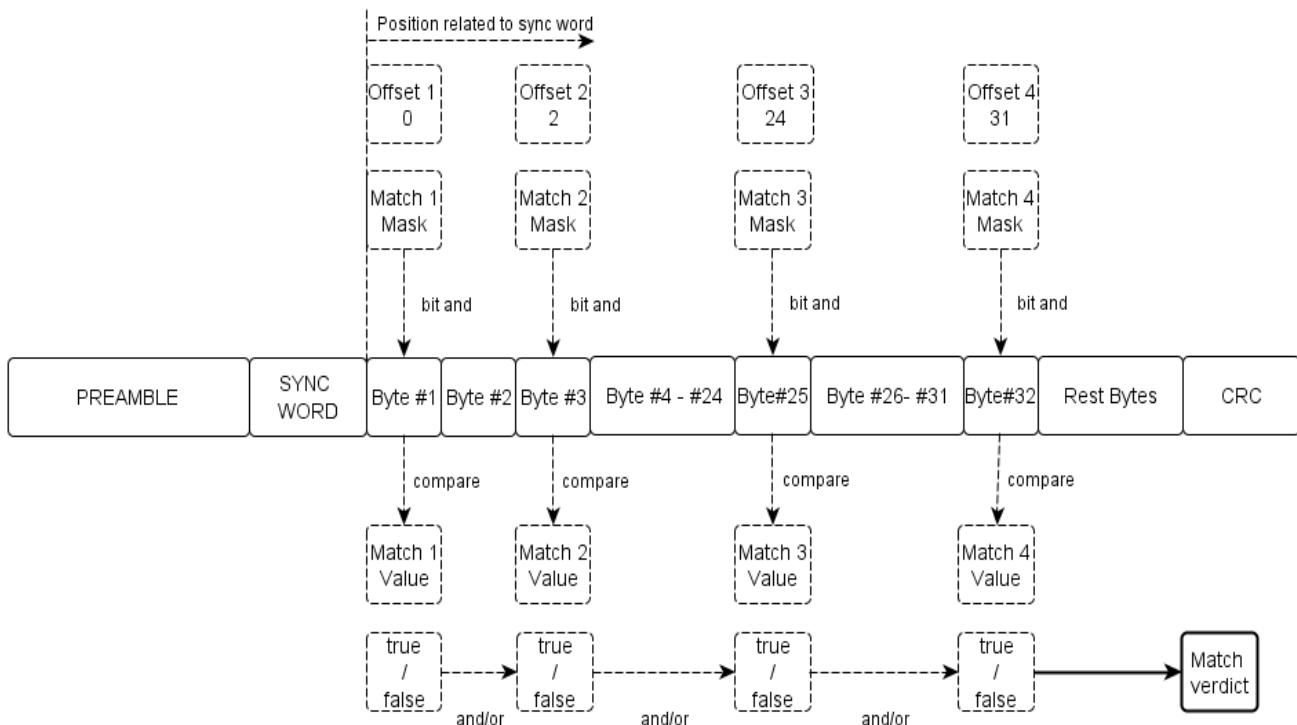 Position related to sync word
Offset 1
0
Offset 2
2
Offset 3
24
Offset 4
31
Match 1
Mask
Match 2
Mask
Match 3
Mask
Match 4
Mask
bit and
bit and
bit and
bit and
PREAMBLE
SYNC
WORD
Byte #1
Byte #2
Byte #3
Byte #4 - #24
Byte#25
Byte #26- #31
Byte#32
Rest Bytes
CRC
compare
compare
compare
compare
Match 1
Value
Match 2
Value
Match 3
Value
Match 4
Value
true
/
false
true
/
false
true
/
false
true
/
false
Match
verdict
and/or
and/or
and/or